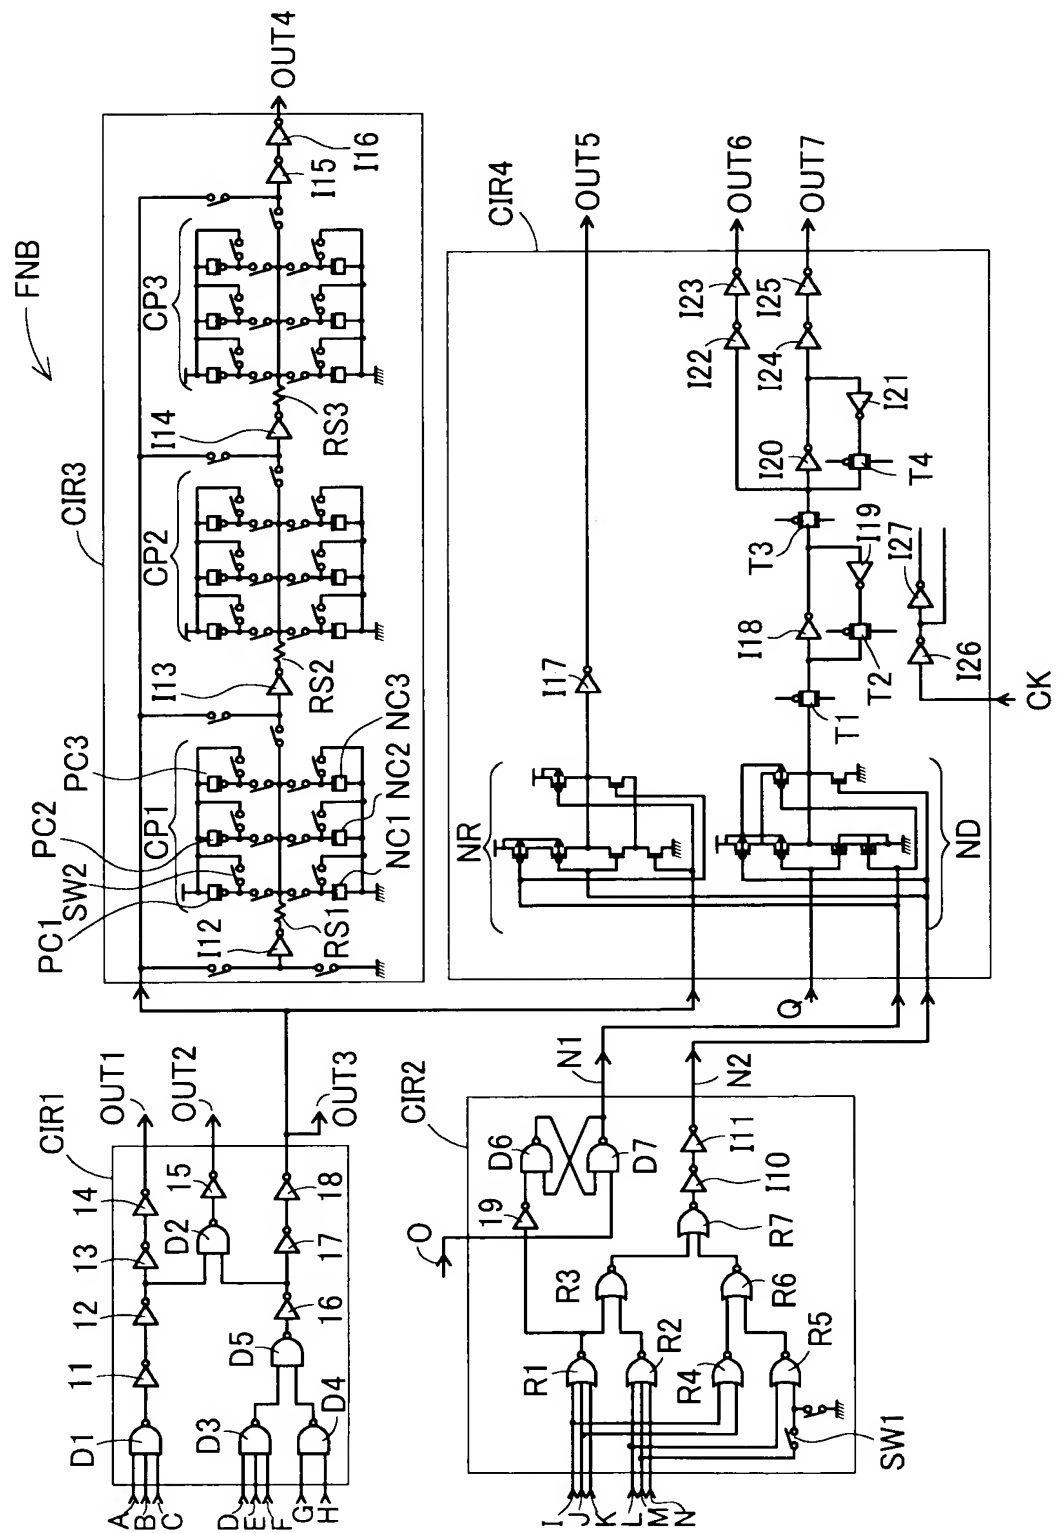 FNB
CIR3
CP1
CP2
CP3
PC1
PC2
PC3
SW2
I12
RS1
NC1
NC2
NC3
I13
RS2
I14
RS3
I15
I16
OUT4
CIR1
A
B
C
D
E
F
G
H
D1
11
12
13
14
OUT1
D2
15
OUT2
D3
D4
D5
16
17
18
OUT3
CIR2
O
19
D6
D7
N1
I
J
K
L
M
N
R1
R2
R3
R4
R5
R6
R7
I10
I11
N2
SW1
CIR4
NR
I17
OUT5
Q
ND
T1
I18
T2
I19
T3
I20
T4
I21
I22
I23
OUT6
I24
I25
OUT7
CK
I26
I27